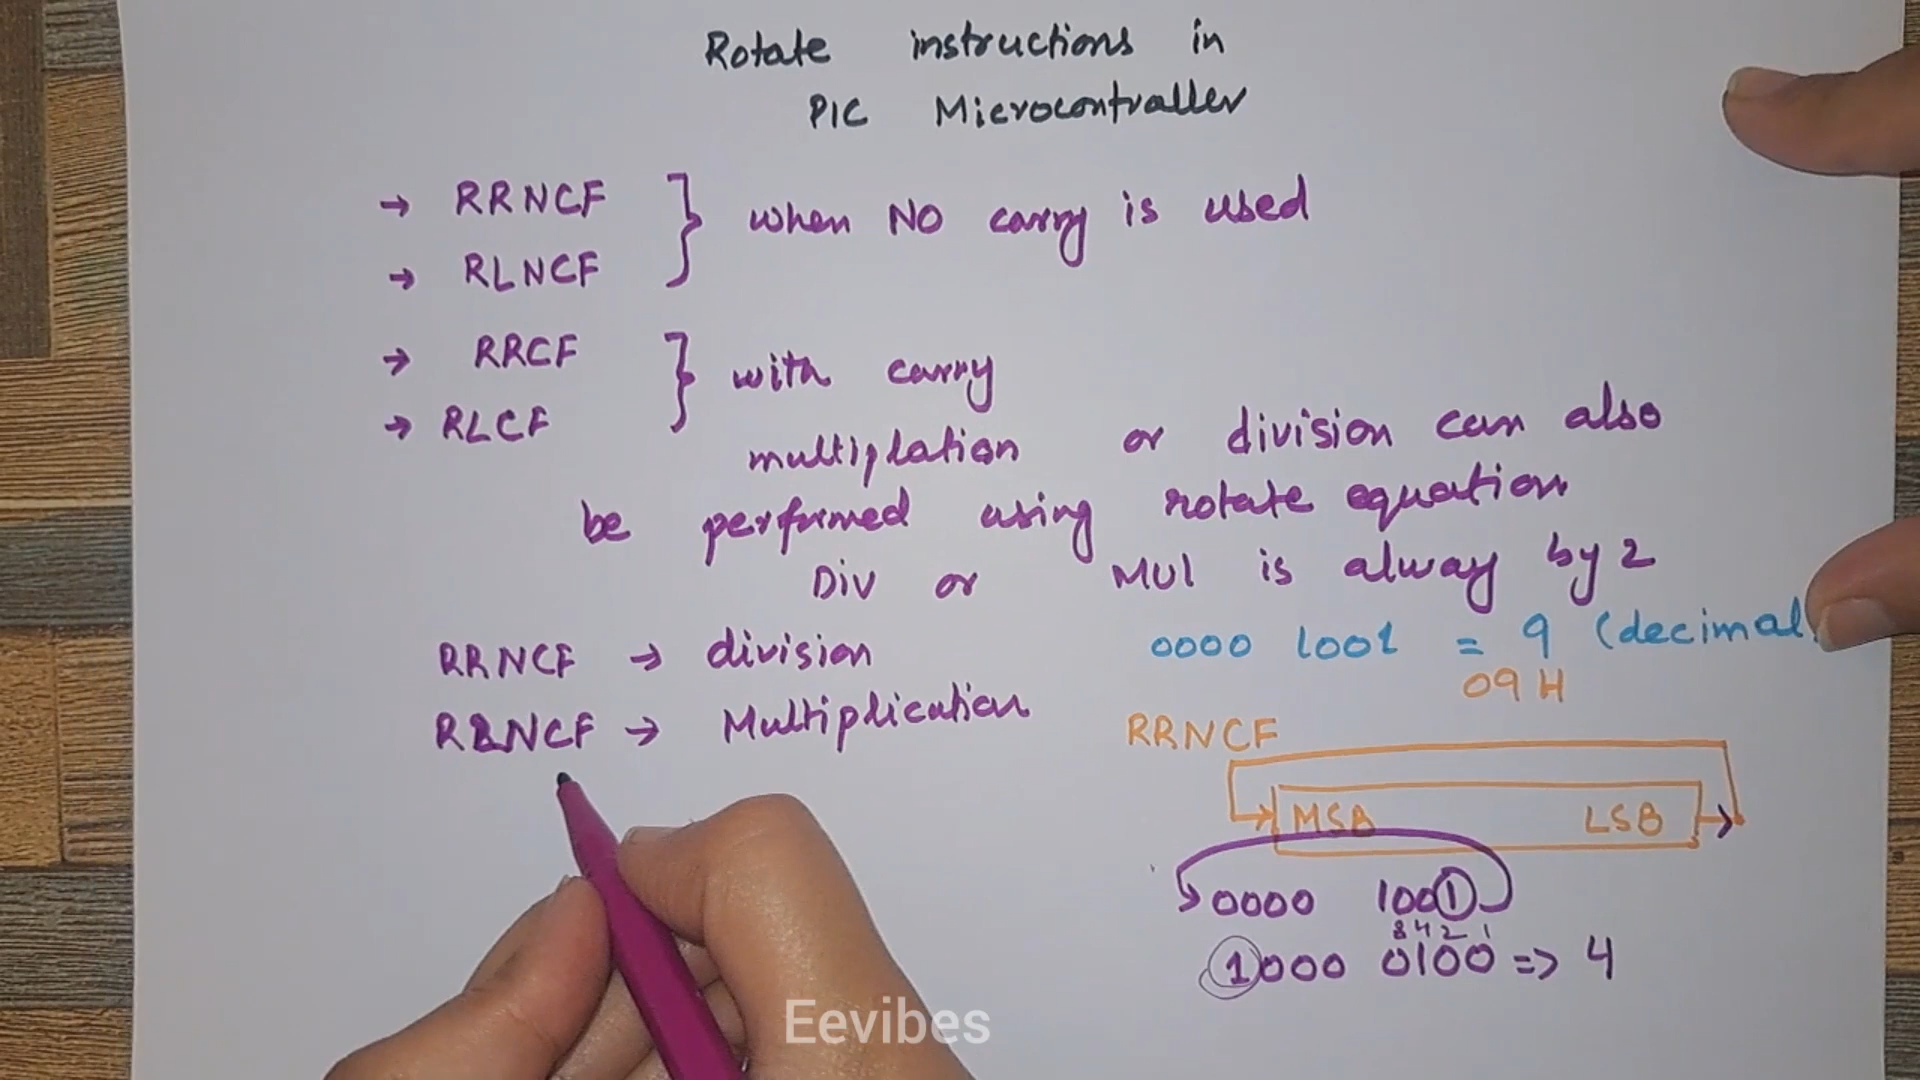 Rotate instructions in
PIC Microcontroller
→ RRNCF
→ RLNCF
when NO carry is used
→ RRCF
→ RLCF
with carry
multiplation or division can also
be performed using rotate equation
Div or MUl is alway by 2
RRNCF → division
RLNCF → Multiplication
0000 1001 = 9 (decimal
09 H
RRNCF
MSB LSB
0000 1001
8 4 2 1
1000 0100 => 4
Eevibes